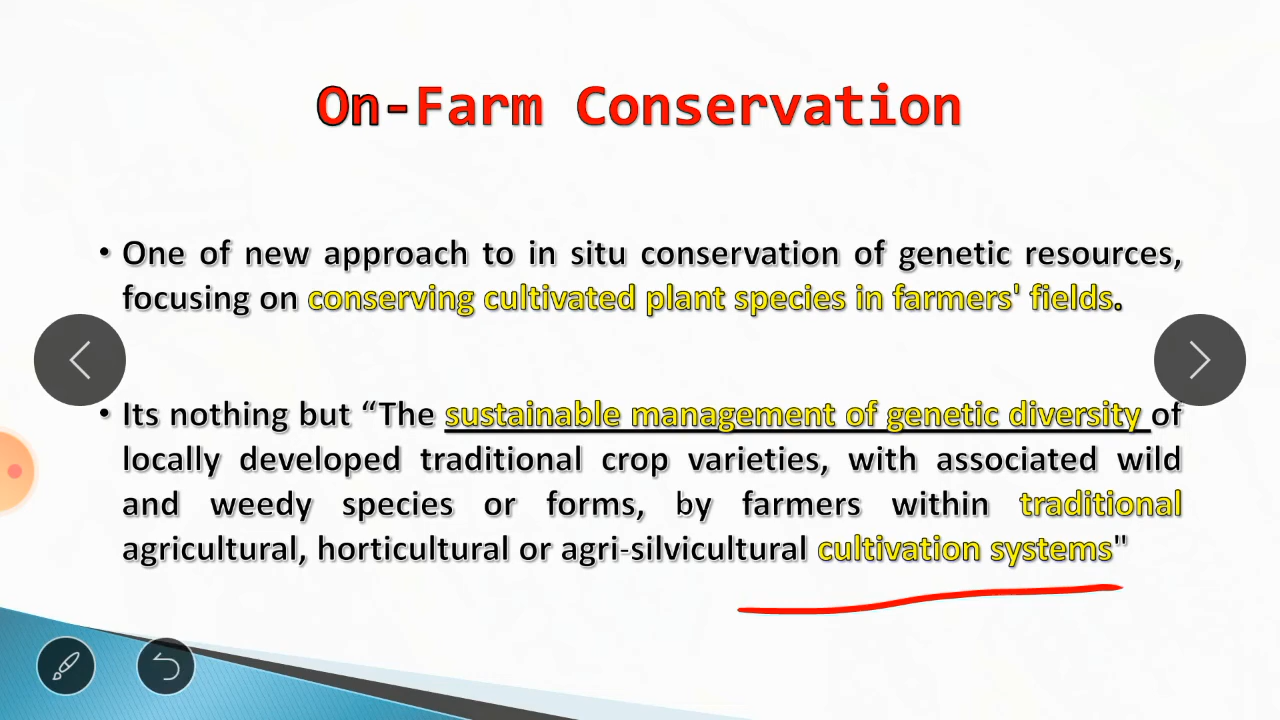 On-Farm Conservation
• One of new approach to in situ conservation of genetic resources,
focusing on conserving cultivated plant species in farmers' fields.
• Its nothing but “The sustainable management of genetic diversity of
locally developed traditional crop varieties, with associated wild
and weedy species or forms, by farmers within traditional
agricultural, horticultural or agri-silvicultural cultivation systems"